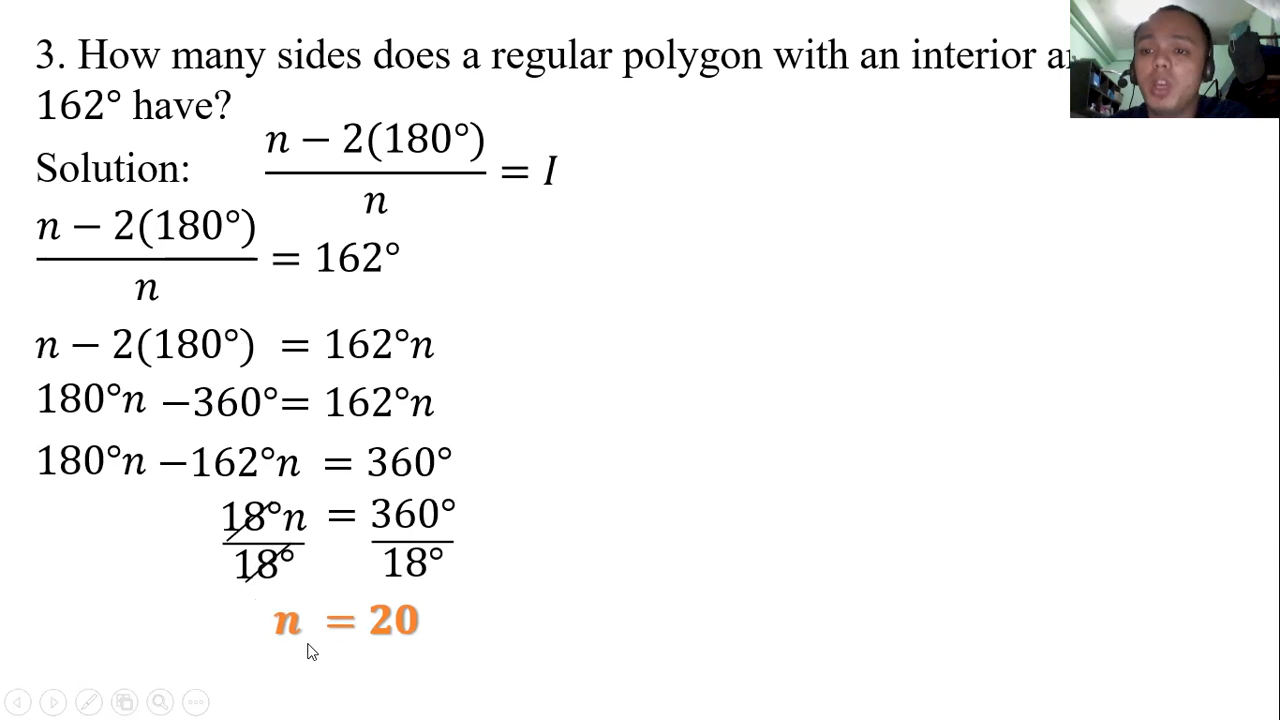 3. How many sides does a regular polygon with an interior
162° have?
Solution: n − 2(180°) / n = I
n − 2(180°) / n = 162°
n − 2(180°) = 162°n
180°n −360°= 162°n
180°n −162°n = 360°
18°n / 18° = 360° / 18°
n = 20